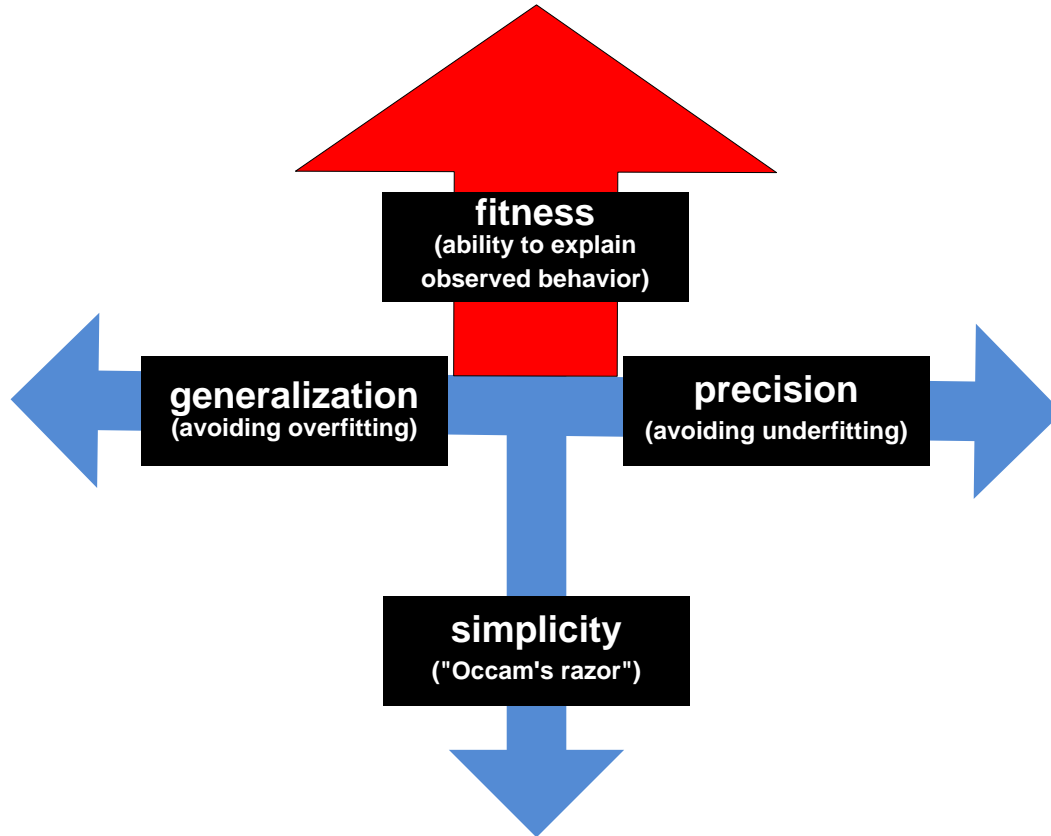 fitness
(ability to explain
observed behavior)
generalization
(avoiding overfitting)
precision
(avoiding underfitting)
simplicity
("Occam's razor")